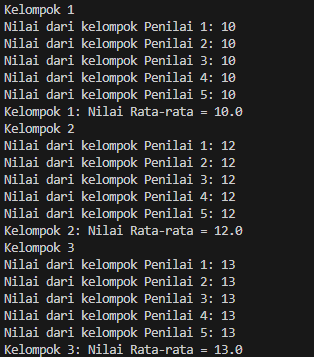 Kelompok 1
Nilai dari kelompok Penilai 1: 10
Nilai dari kelompok Penilai 2: 10
Nilai dari kelompok Penilai 3: 10
Nilai dari kelompok Penilai 4: 10
Nilai dari kelompok Penilai 5: 10
Kelompok 1: Nilai Rata-rata = 10.0
Kelompok 2
Nilai dari kelompok Penilai 1: 12
Nilai dari kelompok Penilai 2: 12
Nilai dari kelompok Penilai 3: 12
Nilai dari kelompok Penilai 4: 12
Nilai dari kelompok Penilai 5: 12
Kelompok 2: Nilai Rata-rata = 12.0
Kelompok 3
Nilai dari kelompok Penilai 1: 13
Nilai dari kelompok Penilai 2: 13
Nilai dari kelompok Penilai 3: 13
Nilai dari kelompok Penilai 4: 13
Nilai dari kelompok Penilai 5: 13
Kelompok 3: Nilai Rata-rata = 13.0